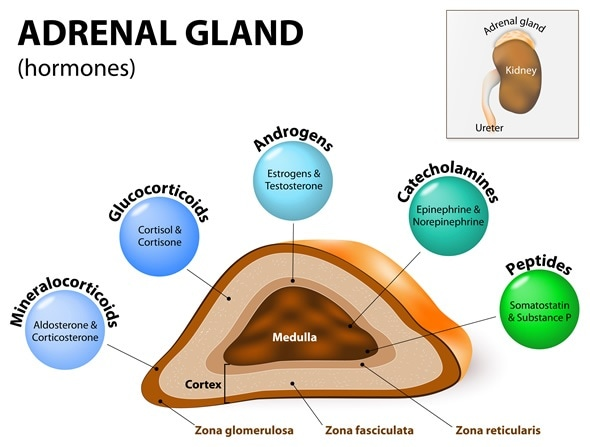 ADRENAL GLAND
(hormones)
Adrenal gland
Kidney
Ureter
Androgens
Estrogens &
Testosterone
Glucocorticoids
Cortisol &
Cortisone
Catecholamines
Epinephrine &
Norepinephrine
Mineralocorticoids
Aldosterone &
Corticosterone
Peptides
Somatostatin
& Substance P
Medulla
Cortex
Zona glomerulosa
Zona fasciculata
Zona reticularis